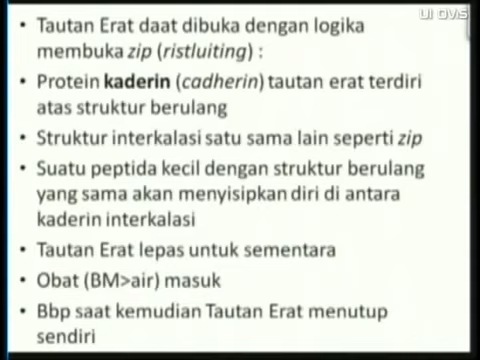 UI OVIS
• Tautan Erat daat dibuka dengan logika
membuka zip (ristluiting) :
• Protein kaderin (cadherin) tautan erat terdiri
atas struktur berulang
• Struktur interkalasi satu sama lain seperti zip
• Suatu peptida kecil dengan struktur berulang
yang sama akan menyisipkan diri di antara
kaderin interkalasi
• Tautan Erat lepas untuk sementara
• Obat (BM>air) masuk
• Bbp saat kemudian Tautan Erat menutup
sendiri